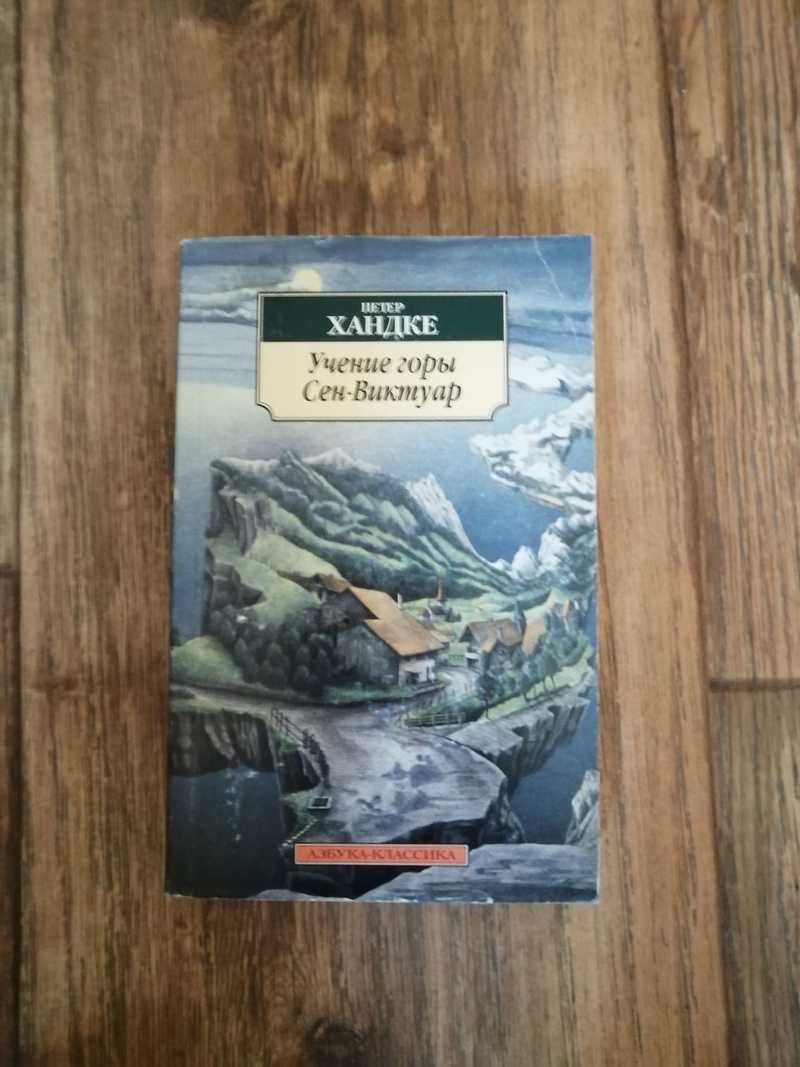 ПЕТЕР
ХАНДКЕ
Учение горы
Сен-Виктуар
АЗБУКА-КЛАССИКА